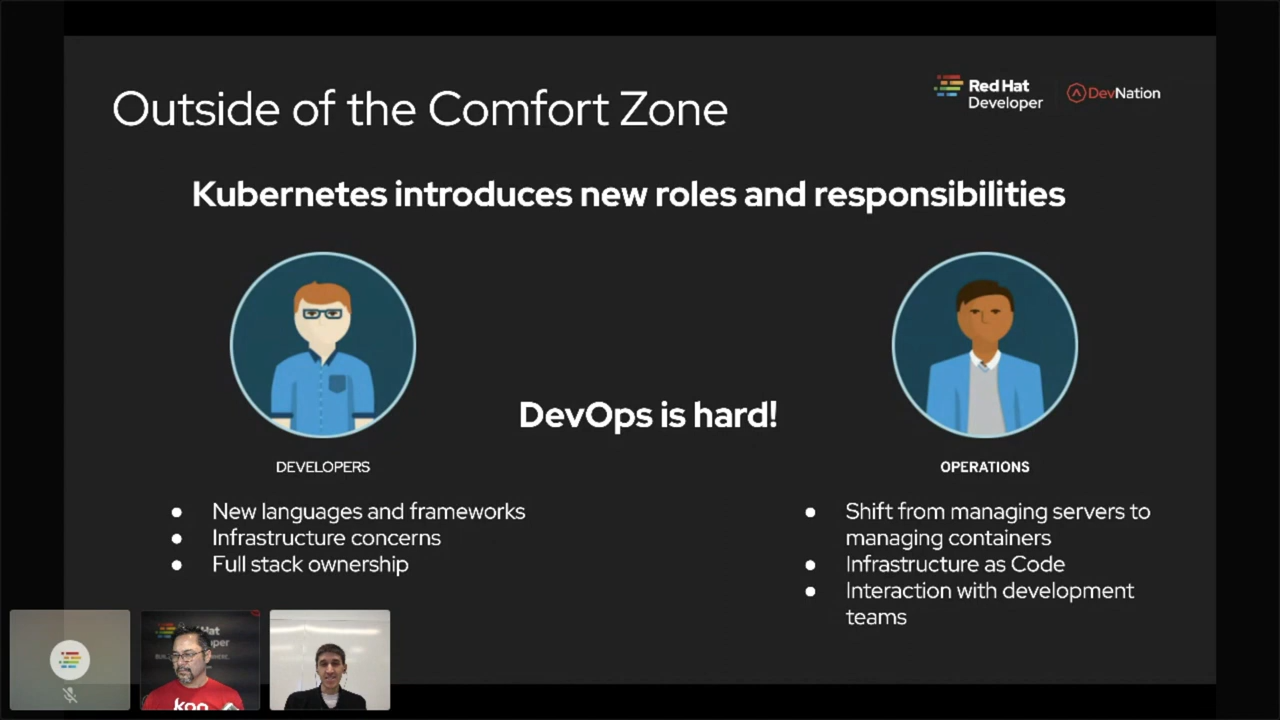 Outside of the Comfort Zone
Red Hat
Developer
DevNation
Kubernetes introduces new roles and responsibilities
DevOps is hard!
DEVELOPERS
OPERATIONS
New languages and frameworks
Infrastructure concerns
Full stack ownership
Shift from managing servers to
managing containers
Infrastructure as Code
Interaction with development
teams